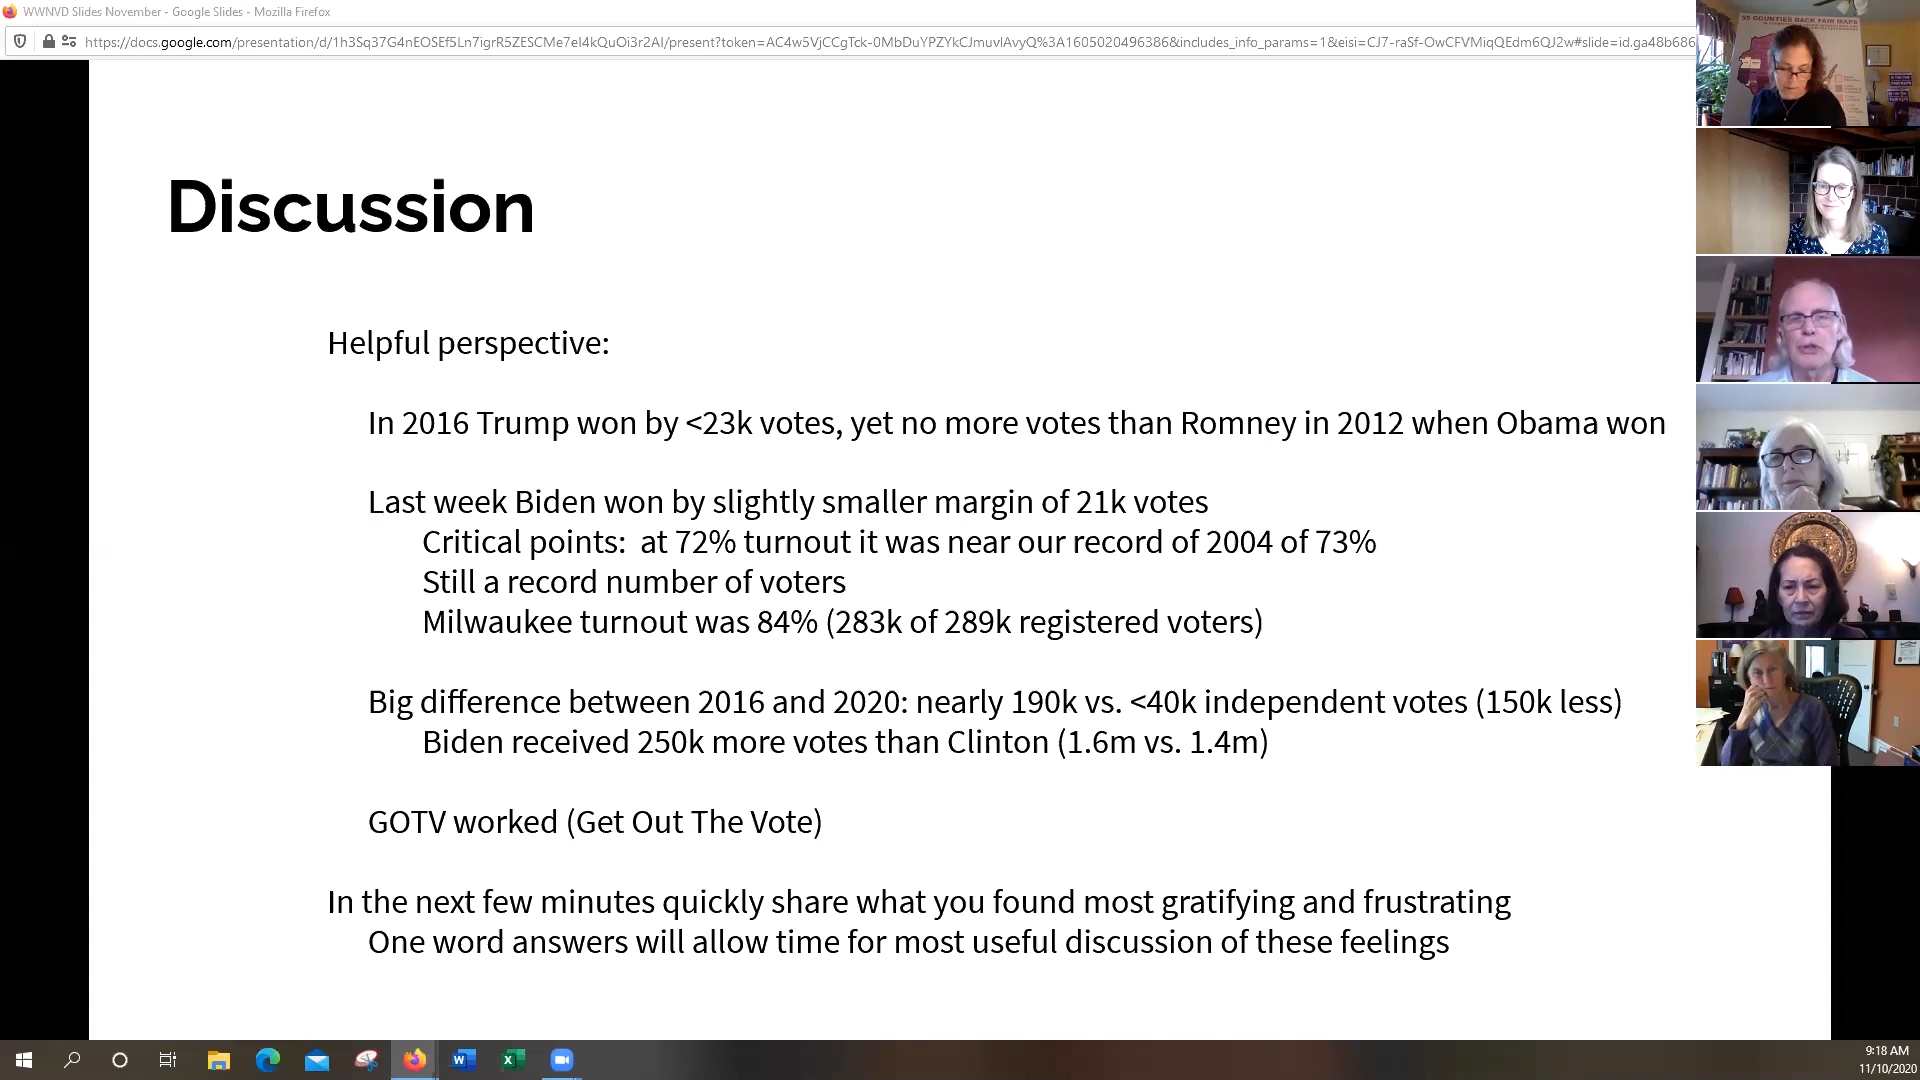 WWNVD Slides November - Google Slides - Mozilla Firefox
https://docs.google.com/presentation/d/1h3Sq37G4nEOSEf5Ln7igrR5ZESCMe7eI4kQuOi3r2AI/present?token=AC4w5VjCCgTck-0MbDuYPZYkCJmuvlAvyQ%3A1605020496386&includes_info_params=1&eisi=CJ7-raSf-OwCFVMiqQEdm6QJ2w#slide=id.ga48b686
59 COUNTIES BACK FAIR MAPS
Discussion
Helpful perspective:
In 2016 Trump won by <23k votes, yet no more votes than Romney in 2012 when Obama won
Last week Biden won by slightly smaller margin of 21k votes
Critical points:  at 72% turnout it was near our record of 2004 of 73%
Still a record number of voters
Milwaukee turnout was 84% (283k of 289k registered voters)
Big difference between 2016 and 2020: nearly 190k vs. <40k independent votes (150k less)
Biden received 250k more votes than Clinton (1.6m vs. 1.4m)
GOTV worked (Get Out The Vote)
In the next few minutes quickly share what you found most gratifying and frustrating
One word answers will allow time for most useful discussion of these feelings
9:18 AM
11/10/2020